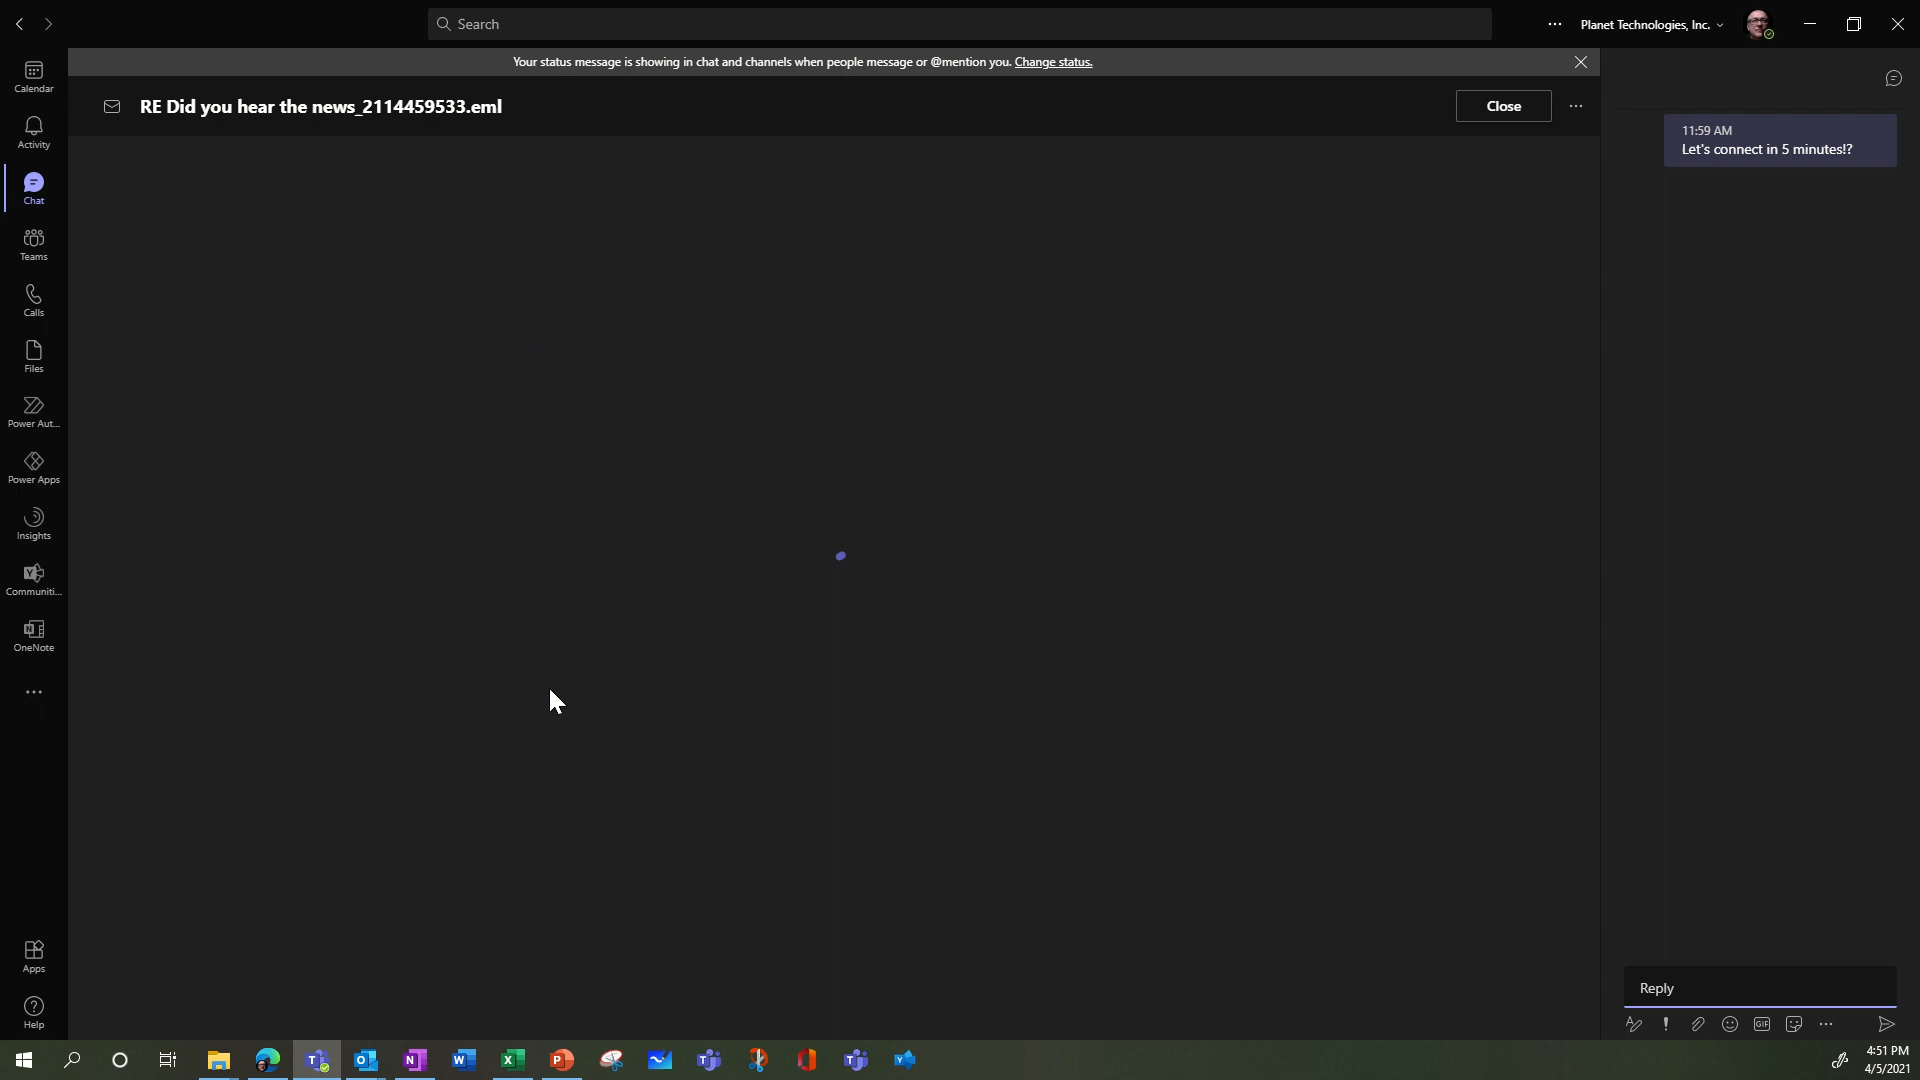 Search
Planet Technologies, Inc.
Your status message is showing in chat and channels when people message or @mention you. Change status.
RE Did you hear the news_2114459533.eml
Close
Calendar
Activity
Chat
Teams
Calls
Files
Power Aut...
Power Apps
Insights
Communiti...
OneNote
Apps
Help
11:59 AM
Let's connect in 5 minutes!?
Reply
GIF
4:51 PM
4/5/2021